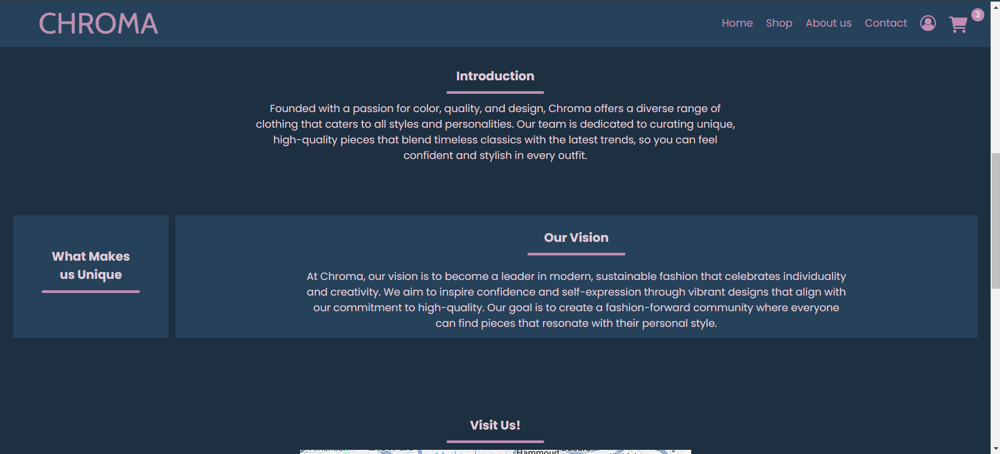 CHROMA
Home Shop About us Contact
3
Introduction
Founded with a passion for color, quality, and design, Chroma offers a diverse range of
clothing that caters to all styles and personalities. Our team is dedicated to curating unique,
high-quality pieces that blend timeless classics with the latest trends, so you can feel
confident and stylish in every outfit.
What Makes
us Unique
Our Vision
At Chroma, our vision is to become a leader in modern, sustainable fashion that celebrates individuality
and creativity. We aim to inspire confidence and self-expression through vibrant designs that align with
our commitment to high-quality. Our goal is to create a fashion-forward community where everyone
can find pieces that resonate with their personal style.
Visit Us!
Hammoud